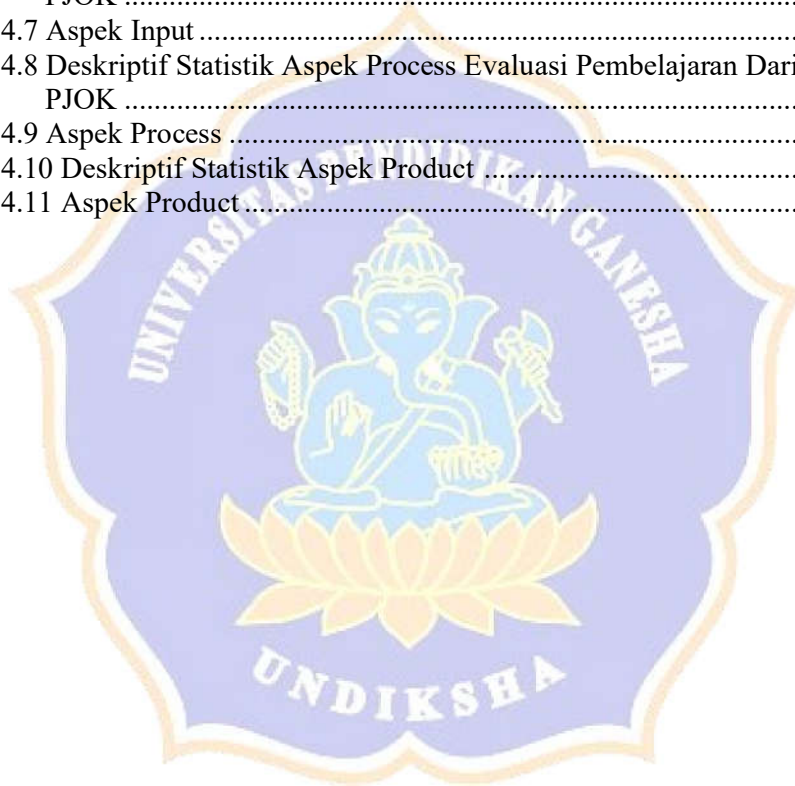 PJOK ....................................................................................
4.7 Aspek Input ...........................................................................
4.8 Deskriptif Statistik Aspek Process Evaluasi Pembelajaran Dari
PJOK ....................................................................................
4.9 Aspek Process .......................................................................
4.10 Deskriptif Statistik Aspek Product .......................................
4.11 Aspek Product .....................................................................
UNIVERSITAS PENDIDIKAN GANESHA
UNDIKSHA